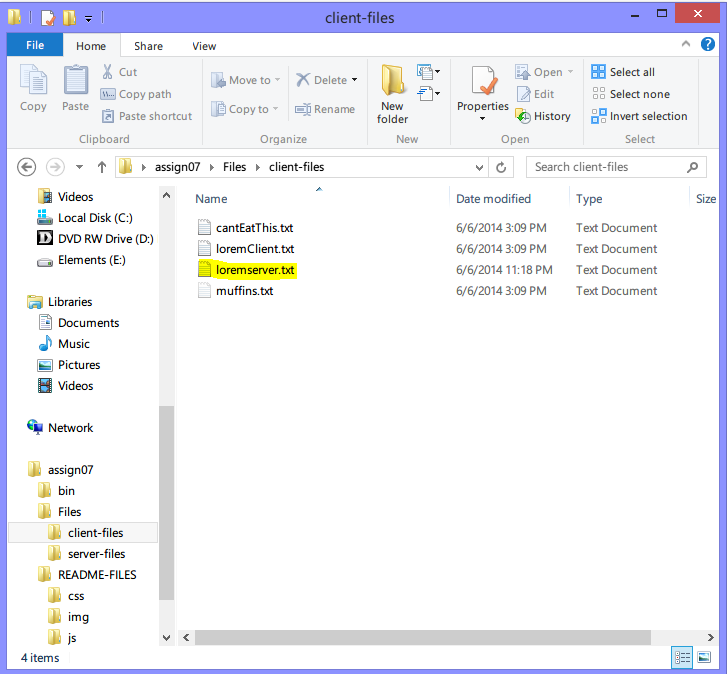 client-files
File Home Share View
Copy
Paste
Cut
Copy path
Paste shortcut
Clipboard
Move to
Copy to
Delete
Rename
Organize
New
folder
New
Properties
Open
Edit
History
Open
Select all
Select none
Invert selection
Select
assign07 Files client-files
Search client-files
Videos
Local Disk (C:)
DVD RW Drive (D:)
Elements (E:)
Libraries
Documents
Music
Pictures
Videos
Network
assign07
bin
Files
client-files
server-files
README-FILES
css
img
js
Name Date modified Type Size
cantEatThis.txt 6/6/2014 3:09 PM Text Document
loremClient.txt 6/6/2014 3:09 PM Text Document
loremserver.txt 6/6/2014 11:18 PM Text Document
muffins.txt 6/6/2014 3:09 PM Text Document
4 items